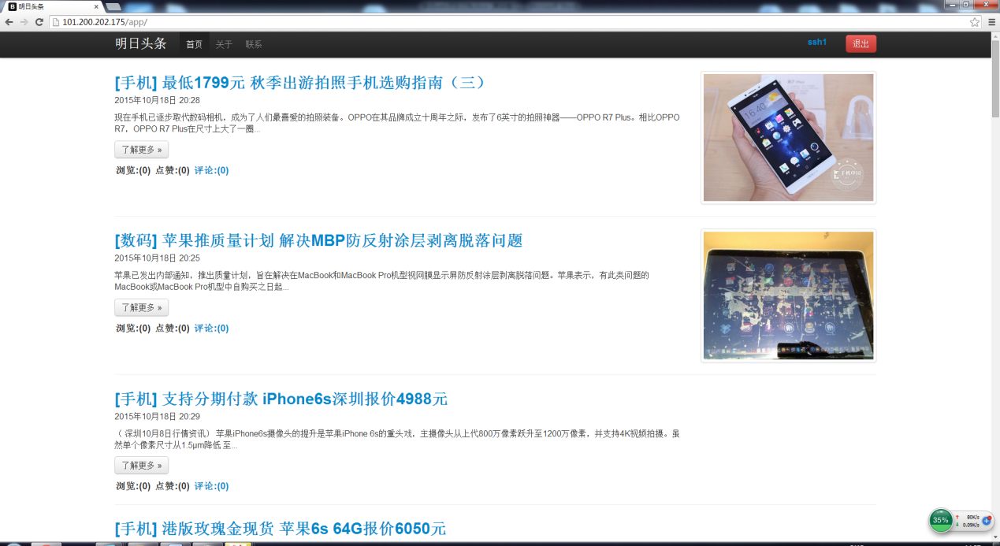 明日头条
101.200.202.175/app/
明日头条 首页 关于 联系 ssh1 退出
[手机] 最低1799元 秋季出游拍照手机选购指南（三）
2015年10月18日 20:28
现在手机已逐步取代数码相机，成为了人们最喜爱的拍照装备。OPPO在其品牌成立十周年之际，发布了6英寸的拍照神器——OPPO R7 Plus。相比OPPO
R7，OPPO R7 Plus在尺寸上大了一圈...
了解更多 »
浏览:(0) 点赞:(0) 评论:(0)
16:40
手机中国
[数码] 苹果推质量计划 解决MBP防反射涂层剥离脱落问题
2015年10月18日 20:25
苹果已发出内部通知，推出质量计划，旨在解决在MacBook和MacBook Pro机型视网膜显示屏防反射涂层剥离脱落问题。苹果表示，有此类问题的
MacBook或MacBook Pro机型中自购买之日起...
了解更多 »
浏览:(0) 点赞:(0) 评论:(0)
[手机] 支持分期付款 iPhone6s深圳报价4988元
2015年10月18日 20:29
（ 深圳10月8日行情资讯） 苹果iPhone6s摄像头的提升是苹果iPhone 6s的重头戏，主摄像头从上代800万像素跃升至1200万像素，并支持4K视频拍摄。虽
然单个像素尺寸从1.5μm降低 至...
了解更多 »
浏览:(0) 点赞:(0) 评论:(0)
[手机] 港版玫瑰金现货 苹果6s 64G报价6050元
35%
80K/s
0.09K/s